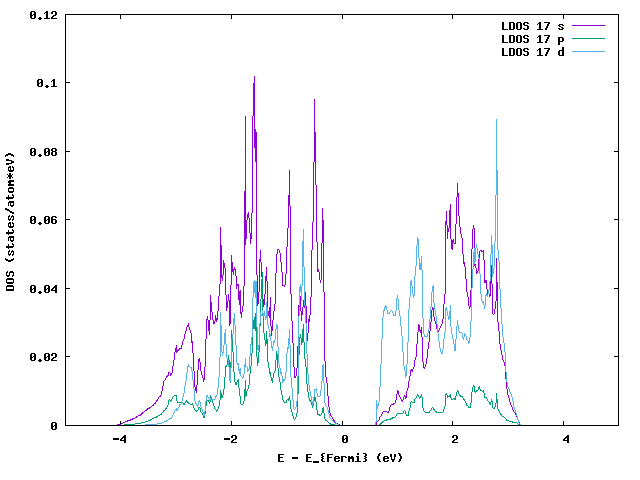 0.12
LDOS 17 s
LDOS 17 p
LDOS 17 d
0.1
0.08
0.06
0.04
0.02
0
DOS (states/atom*eV)
-4 -2 0 2 4
E - E_{Fermi} (eV)